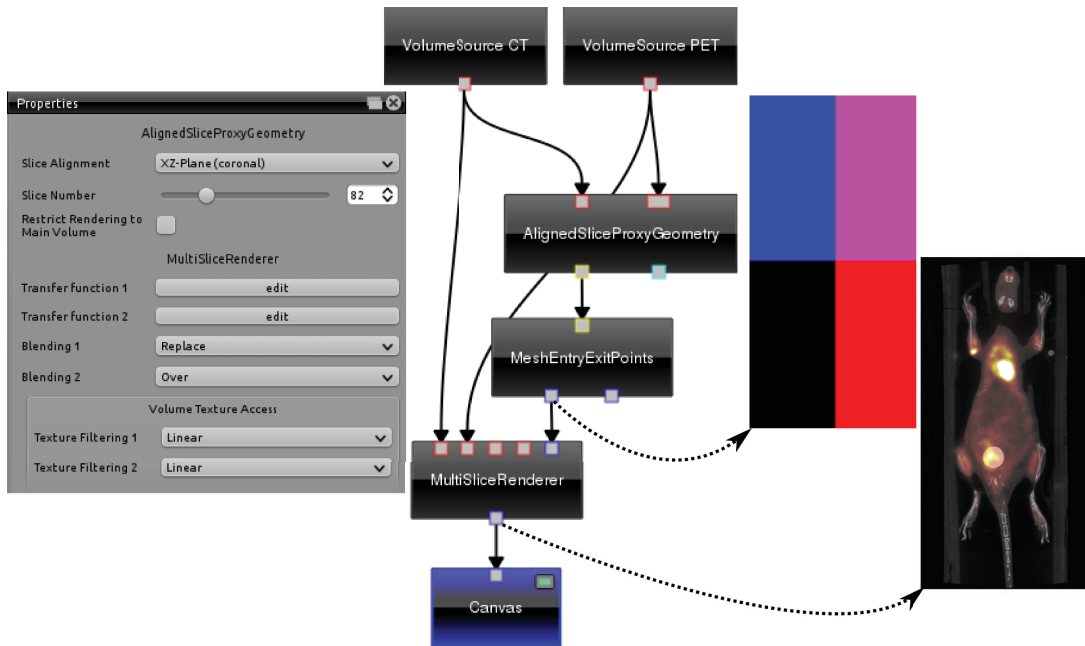 VolumeSource CT
VolumeSource PET
Properties
AlignedSliceProxyGeometry
Slice Alignment
XZ-Plane (coronal)
Slice Number
82
Restrict Rendering to
Main Volume
MultiSliceRenderer
Transfer function 1
edit
Transfer function 2
edit
Blending 1
Replace
Blending 2
Over
Volume Texture Access
Texture Filtering 1
Linear
Texture Filtering 2
Linear
AlignedSliceProxyGeometry
MeshEntryExitPoints
MultiSliceRenderer
Canvas